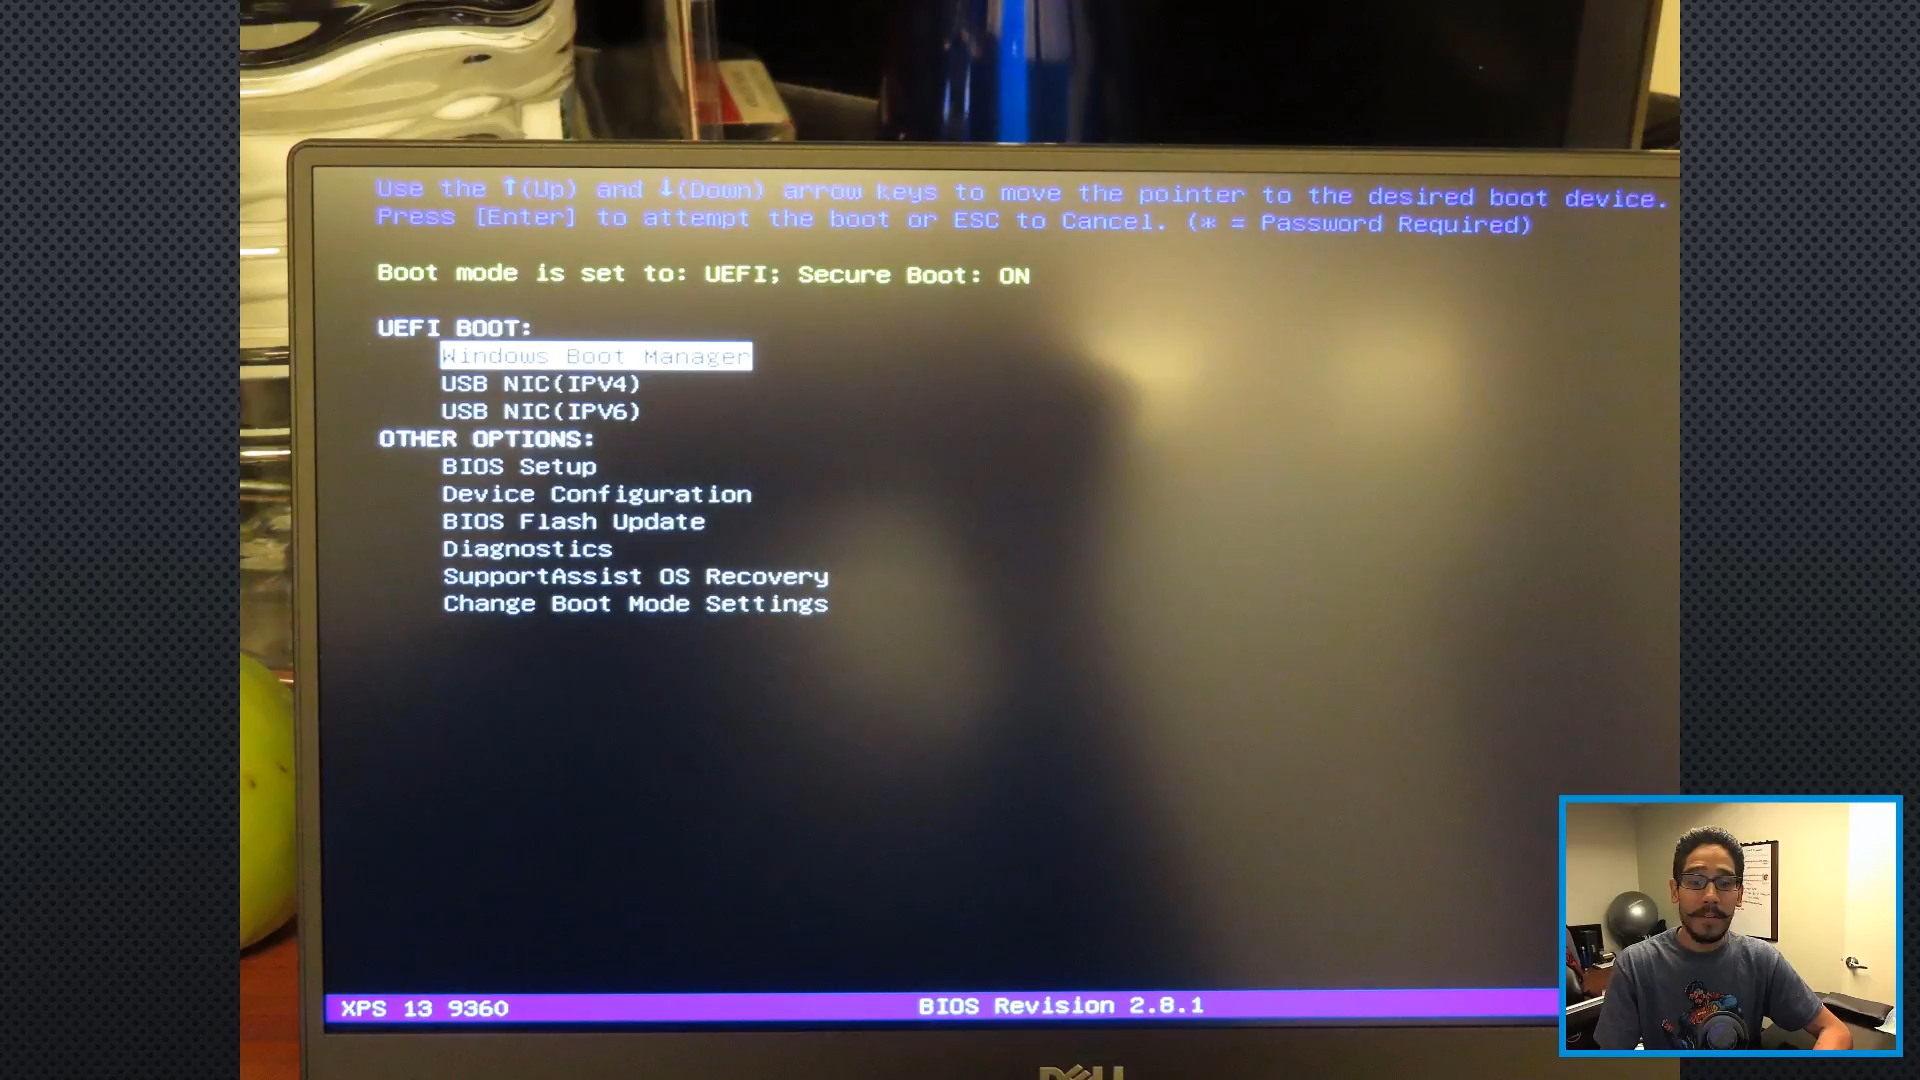 Use the ↑(Up) and ↓(Down) arrow keys to move the pointer to the desired boot device.
Press [Enter] to attempt the boot or ESC to Cancel. (* = Password Required)
Boot mode is set to: UEFI; Secure Boot: ON
UEFI BOOT:
Windows Boot Manager
USB NIC(IPV4)
USB NIC(IPV6)
OTHER OPTIONS:
BIOS Setup
Device Configuration
BIOS Flash Update
Diagnostics
SupportAssist OS Recovery
Change Boot Mode Settings
XPS 13 9360
BIOS Revision 2.8.1
DELL